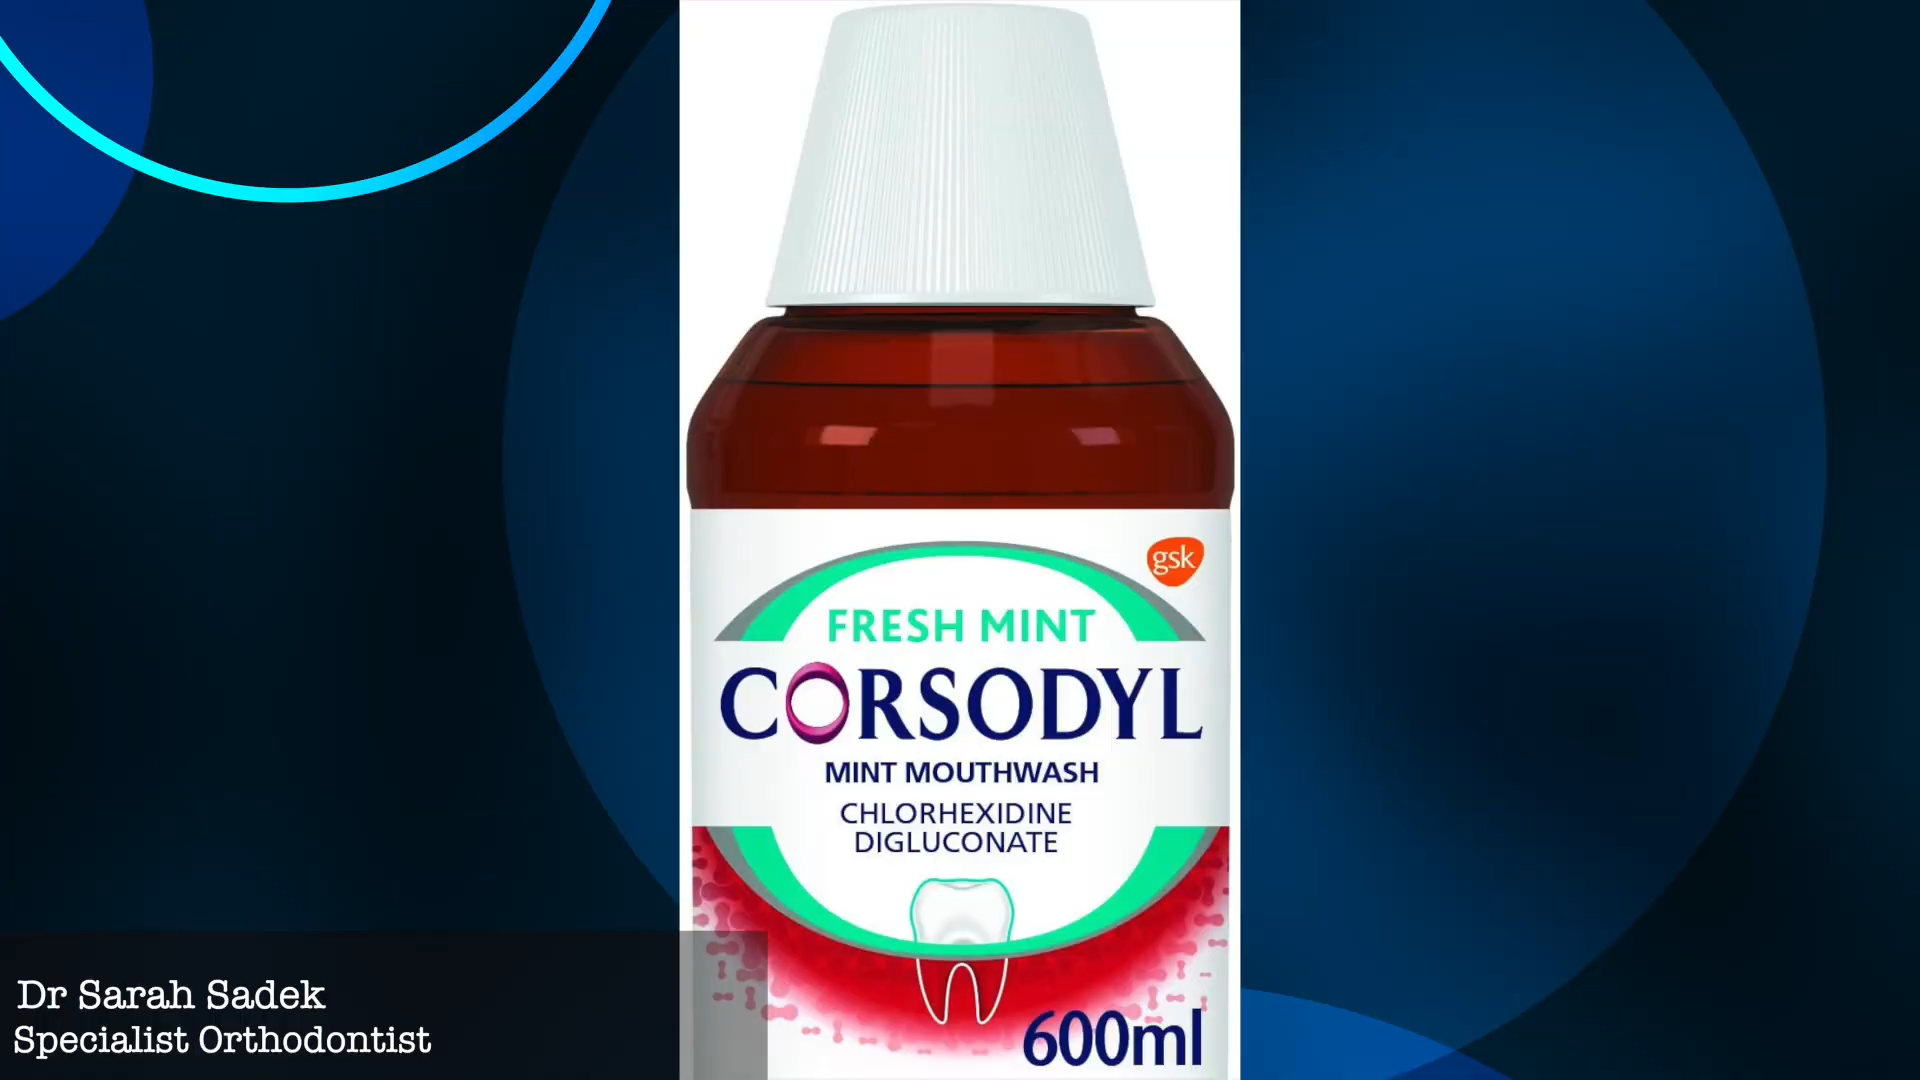 gsk
FRESH MINT
CORSODYL
MINT MOUTHWASH
CHLORHEXIDINE
DIGLUCONATE
600ml
Dr Sarah Sadek
Specialist Orthodontist